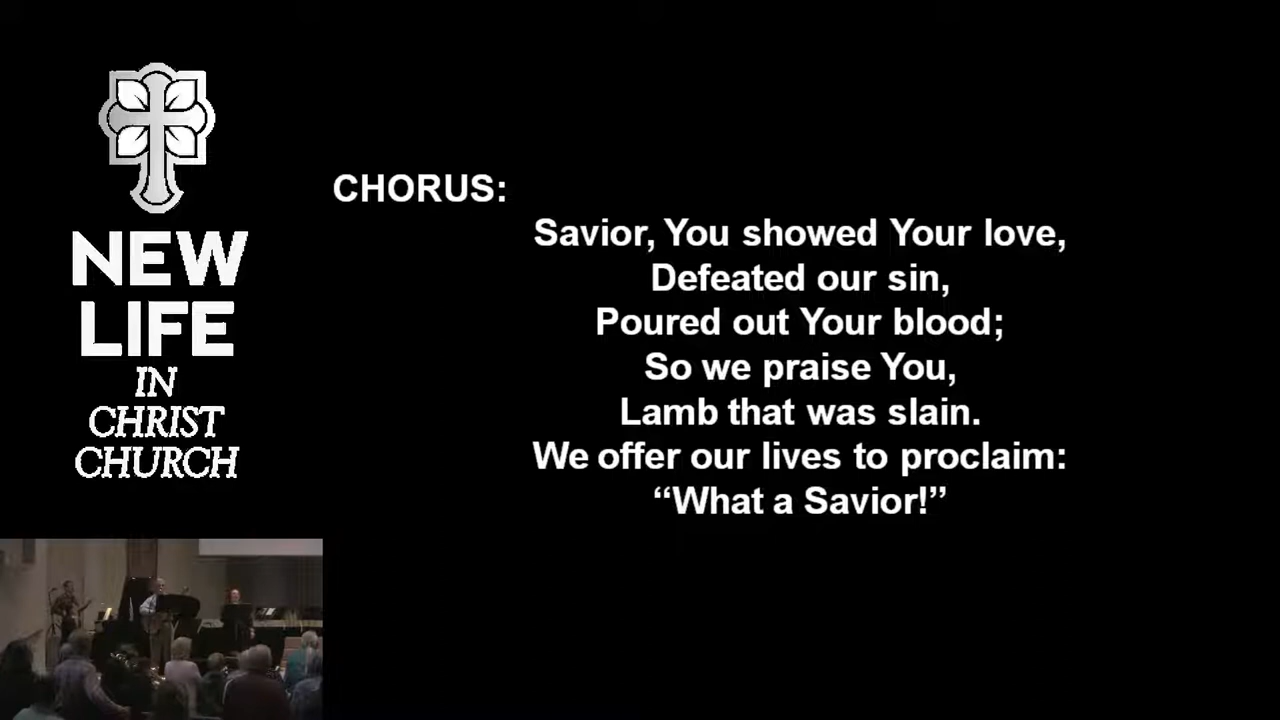 NEW
LIFE
IN
CHRIST
CHURCH
CHORUS:
Savior, You showed Your love,
Defeated our sin,
Poured out Your blood;
So we praise You,
Lamb that was slain.
We offer our lives to proclaim:
“What a Savior!”